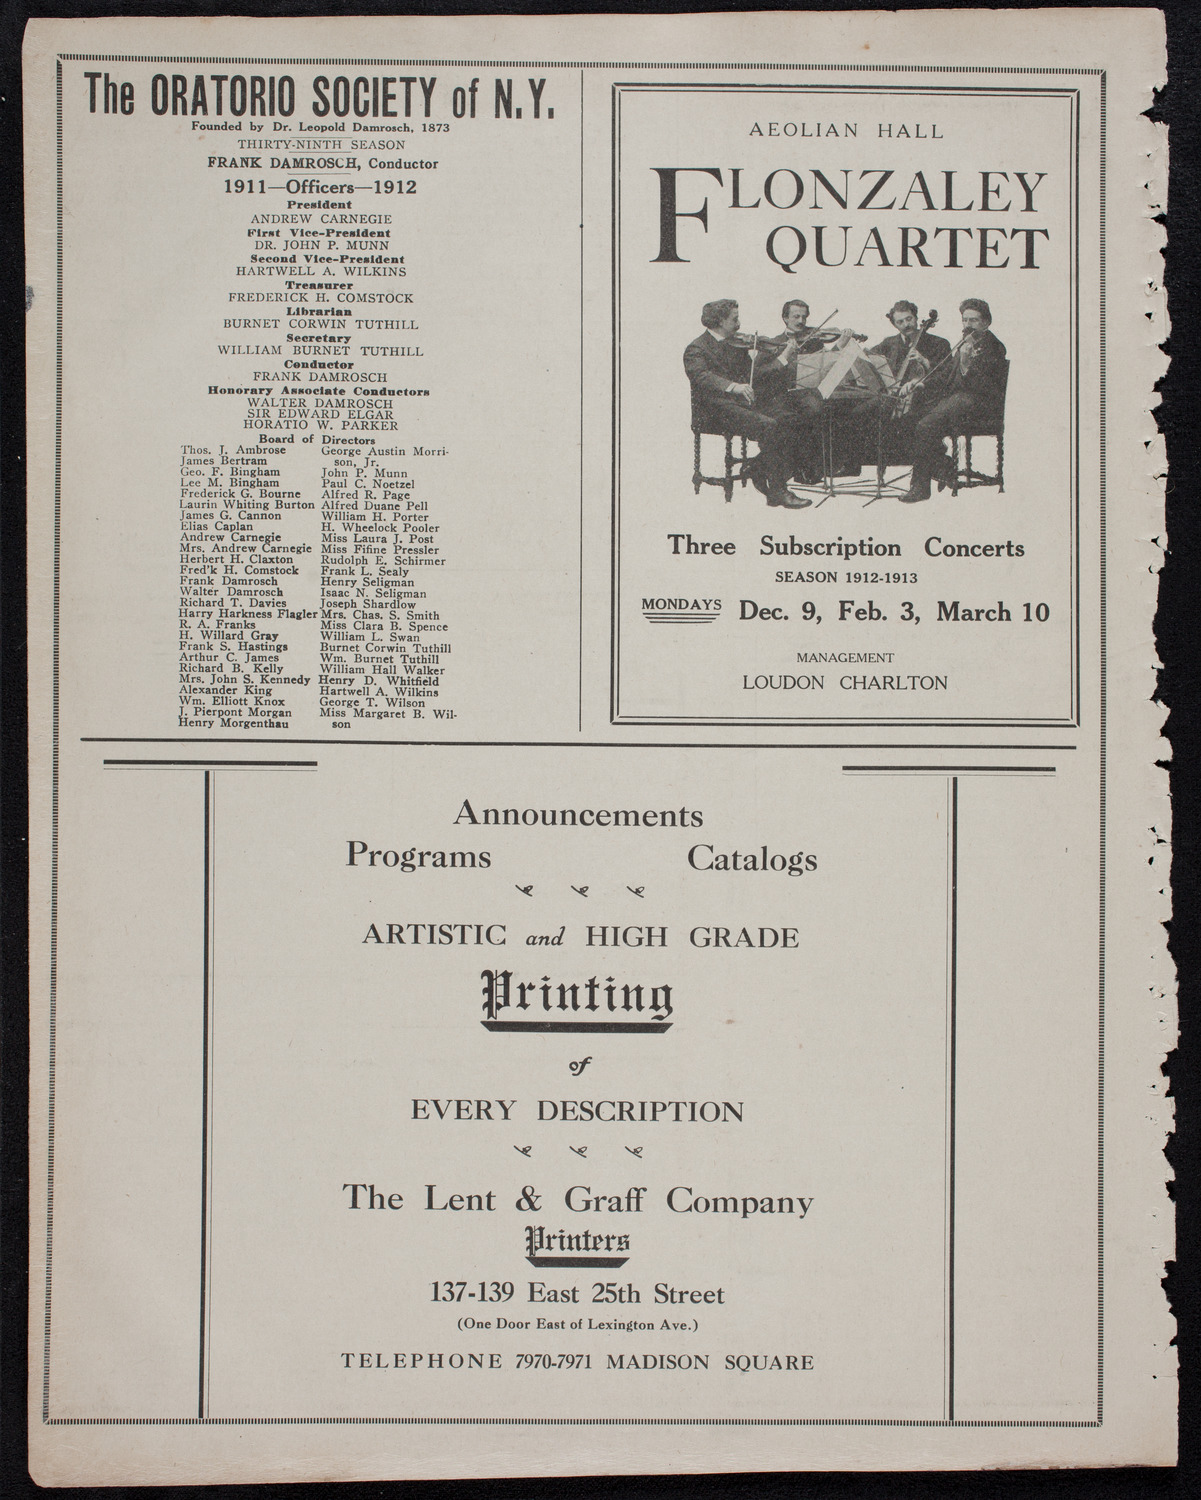 The ORATORIO SOCIETY of N.Y.
Founded by Dr. Leopold Damrosch, 1873
THIRTY-NINTH SEASON
FRANK DAMROSCH, Conductor
1911—Officers—1912
President
ANDREW CARNEGIE
First Vice-President
DR. JOHN P. MUNN
Second Vice-President
HARTWELL A. WILKINS
Treasurer
FREDERICK H. COMSTOCK
Librarian
BURNET CORWIN TUTHILL
Secretary
WILLIAM BURNET TUTHILL
Conductor
FRANK DAMROSCH
Honorary Associate Conductors
WALTER DAMROSCH
SIR EDWARD ELGAR
HORATIO W. PARKER
Board of Directors
Thos. J. Ambrose
James Bertram
Geo. F. Bingham
Lee M. Bingham
Frederick G. Bourne
Laurin Whiting Burton
James G. Cannon
Elias Caplan
Andrew Carnegie
Mrs. Andrew Carnegie
Herbert H. Claxton
Fred'k H. Comstock
Frank Damrosch
Walter Damrosch
Richard T. Davies
Harry Harkness Flagler
R. A. Franks
H. Willard Gray
Frank S. Hastings
Arthur C. James
Richard B. Kelly
Mrs. John S. Kennedy
Alexander King
Wm. Elliott Knox
J. Pierpont Morgan
Henry Morgenthau
George Austin Morri-
son, Jr.
John P. Munn
Paul C. Noetzel
Alfred R. Page
Alfred Duane Pell
William H. Porter
H. Wheelock Pooler
Miss Laura J. Post
Miss Fifine Pressler
Rudolph E. Schirmer
Frank L. Sealy
Henry Seligman
Isaac N. Seligman
Joseph Shardlow
Mrs. Chas. S. Smith
Miss Clara B. Spence
William L. Swan
Burnet Corwin Tuthill
Wm. Burnet Tuthill
William Hall Walker
Henry D. Whitfield
Hartwell A. Wilkins
George T. Wilson
Miss Margaret B. Wil-
son
AEOLIAN HALL
FLONZALEY
QUARTET
Three Subscription Concerts
SEASON 1912-1913
MONDAYS Dec. 9, Feb. 3, March 10
MANAGEMENT
LOUDON CHARLTON
Announcements
Programs Catalogs
ARTISTIC and HIGH GRADE
Printing
of
EVERY DESCRIPTION
The Lent & Graff Company
Printers
137-139 East 25th Street
(One Door East of Lexington Ave.)
TELEPHONE 7970-7971 MADISON SQUARE